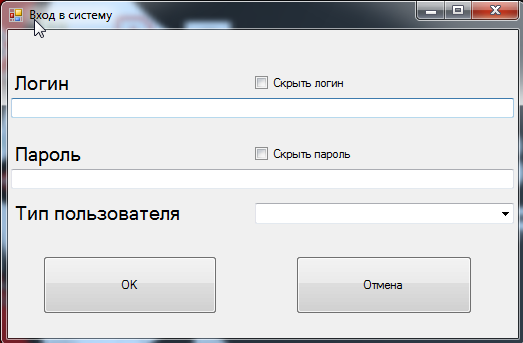 Вход в систему
Логин
Скрыть логин
Пароль
Скрыть пароль
Тип пользователя
OK
Отмена